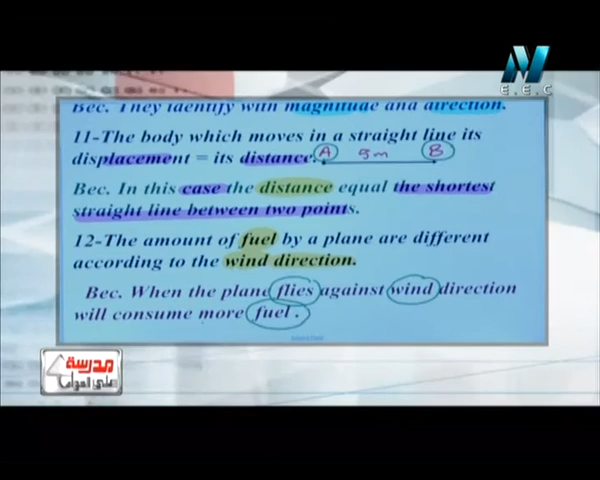 E.E.C
Bec. They identify with magnitude and direction.
11-The body which moves in a straight line its
displacement = its distance. A 5m B
Bec. In this case the distance equal the shortest
straight line between two points.
12-The amount of fuel by a plane are different
according to the wind direction.
Bec. When the plane flies against wind direction
will consume more fuel.
مدرسة
على الهواء